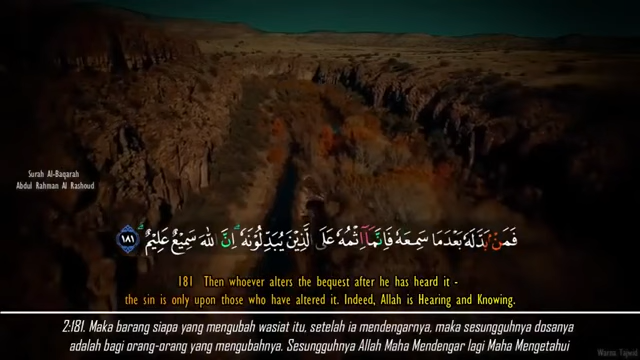 Surah Al-Baqarah
Abdul Rahman Al Rashoud
فَمَنۢ بَدَّلَهُۥ بَعْدَمَا سَمِعَهُۥ فَإِنَّمَآ إِثْمُهُۥ عَلَى ٱلَّذِينَ يُبَدِّلُونَهُۥٓ ۚ إِنَّ ٱللَّهَ سَمِيعٌ عَلِيمٌ ۗ ١٨١
181 Then whoever alters the bequest after he has heard it -
the sin is only upon those who have altered it. Indeed, Allah is Hearing and Knowing.
2:181. Maka barang siapa yang mengubah wasiat itu, setelah ia mendengarnya, maka sesungguhnya dosanya
adalah bagi orang-orang yang mengubahnya. Sesungguhnya Allah Maha Mendengar lagi Maha Mengetahui
Warna Tajwid